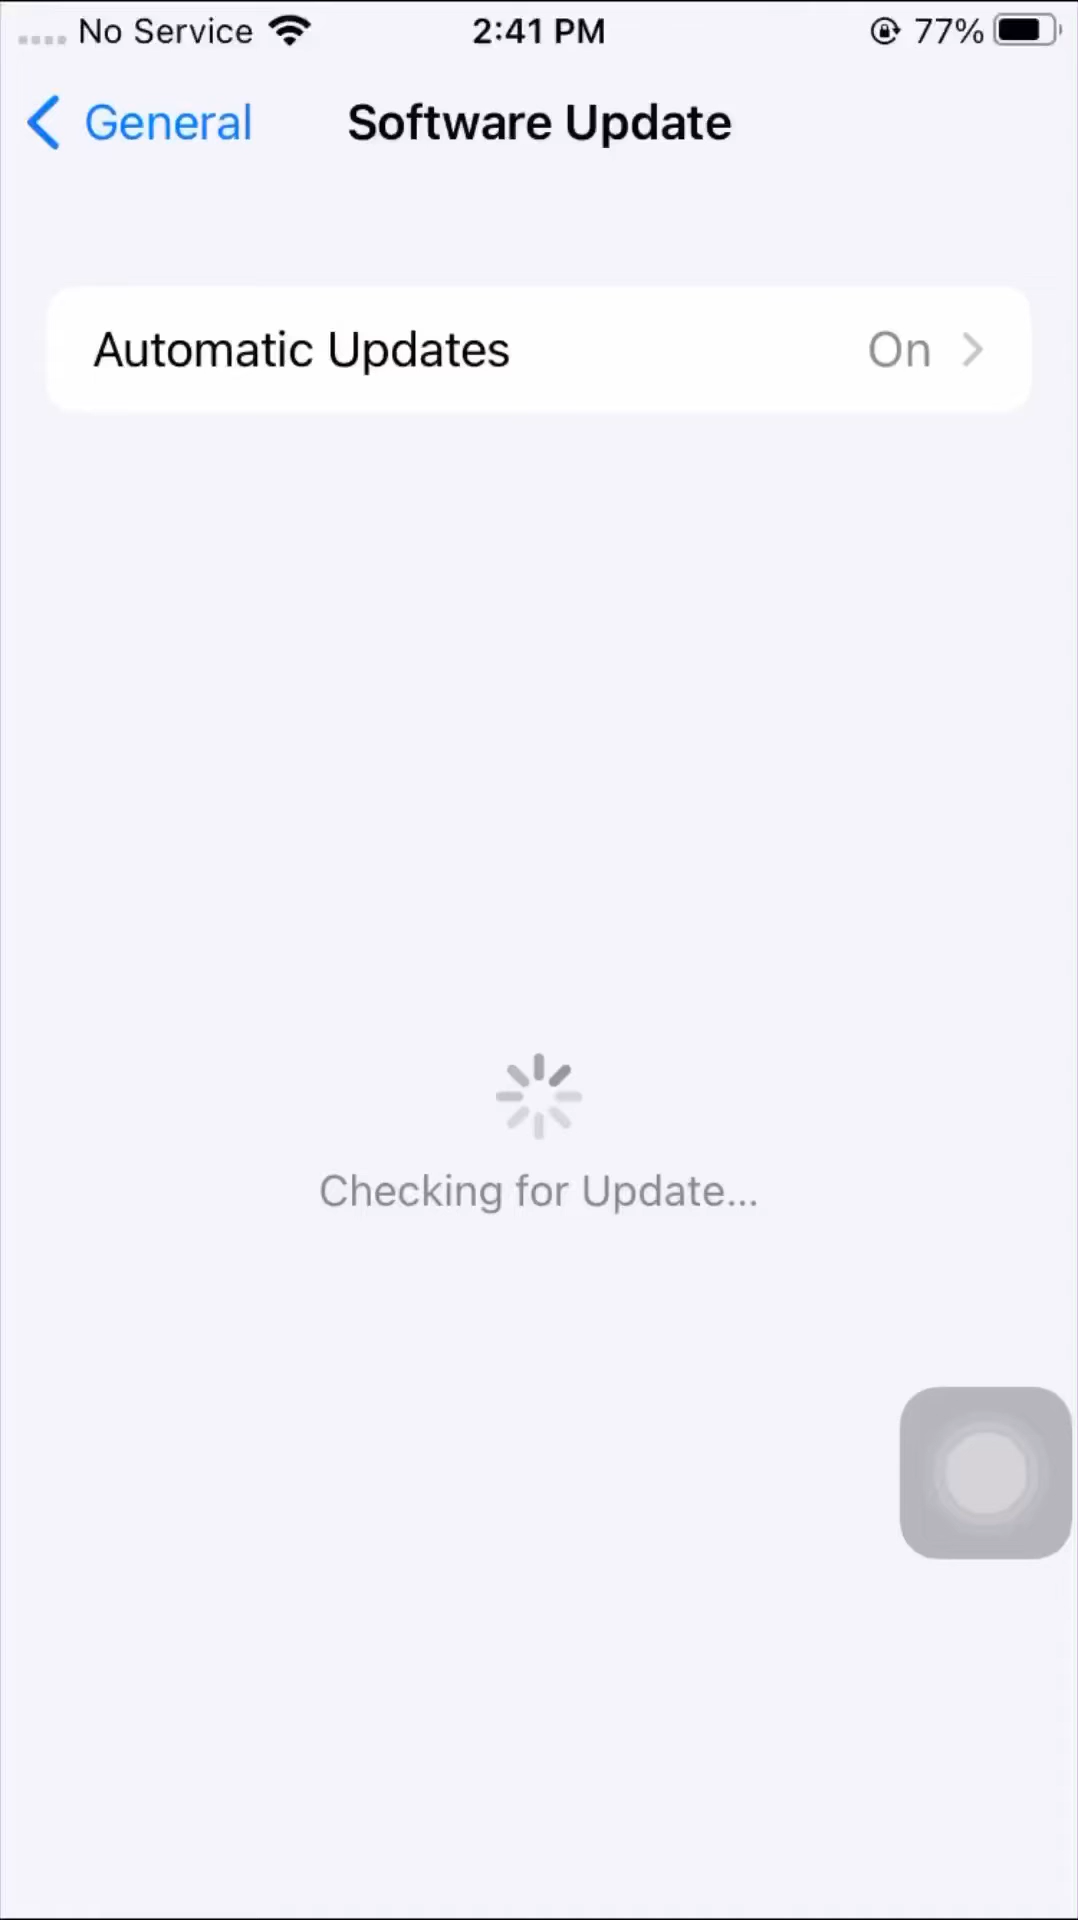 No Service 2:41 PM 77%
General Software Update
Automatic Updates On
Checking for Update...